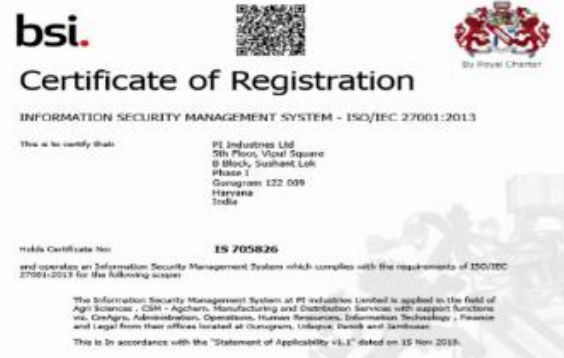 bsi.
By Royal Charter
Certificate of Registration
INFORMATION SECURITY MANAGEMENT SYSTEM - ISO/IEC 27001:2013
This is to certify that:
PI Industries Ltd
5th Floor, Vipul Square
B Block, Sushant Lok
Phase I
Gurugram 122 009
Haryana
India
Holds Certificate No:
IS 705826
and operates an Information Security Management System which complies with the requirements of ISO/IEC
27001:2013 for the following scope:
The Information Security Management System at PI Industries Limited is applied in the field of
Agri Sciences , CSM - Agchem. Manufacturing and Distribution Services with support functions
viz. CreAgro, Administration, Operations, Human Resources, Information Technology , Finance
and Legal from their offices located at Gurugram, Udaipur, Panoli and Jambusar.
This is In accordance with the "Statement of Applicability v1.1" dated on 15 Nov